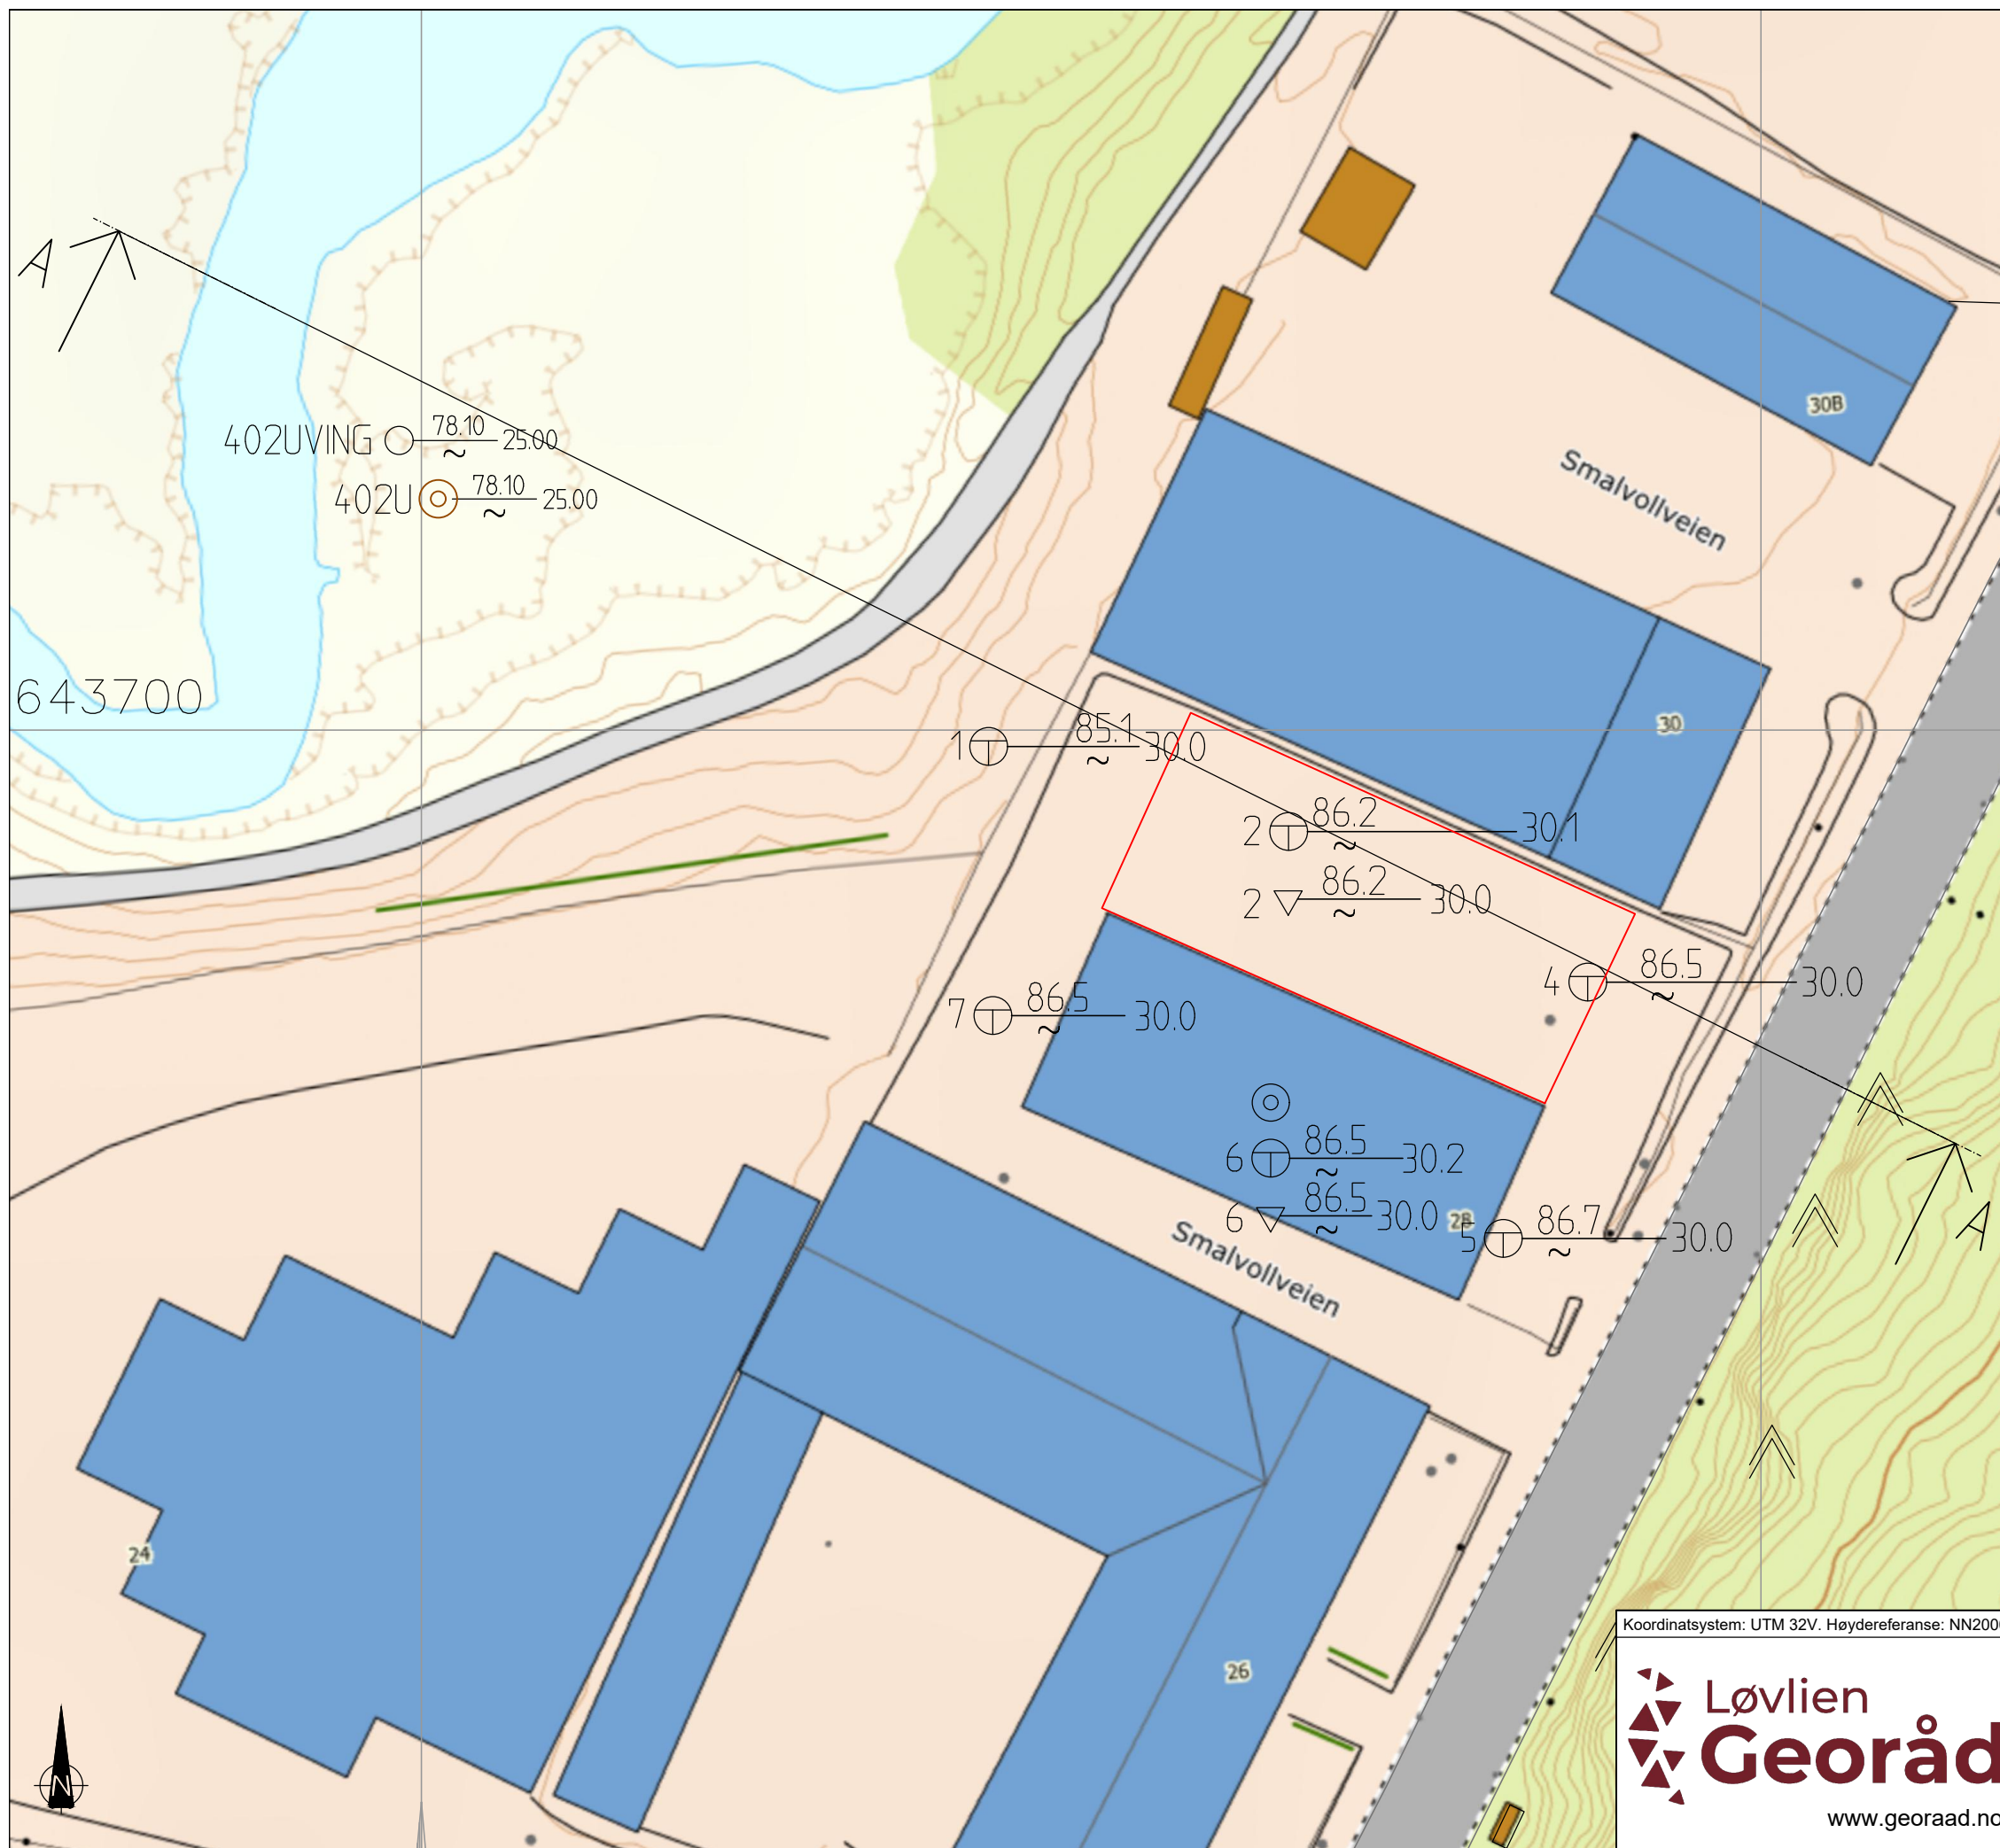 A
30B
Smalvollveien
402UVING 78.10 ~ 25.00
402U 78.10 ~ 25.00
643700
30
1 85.1 ~ 30.0
2 86.2 ~ 30.1
2 86.2 ~ 30.0
4 86.5 ~ 30.0
7 86.5 ~ 30.0
6 86.5 ~ 30.2
6 86.5 ~ 30.0
28
5 86.7 ~ 30.0
A
Smalvollveien
24
26
Koordinatsystem: UTM 32V. Høydereferanse: NN200
Løvlien
Georåd
www.georaad.no
N